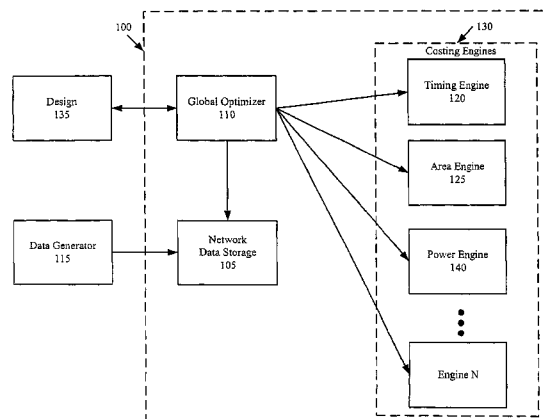 100
130
Costing Engines
Design
135
Global Optimizer
110
Timing Engine
120
Area Engine
125
Data Generator
115
Network
Data Storage
105
Power Engine
140
Engine N